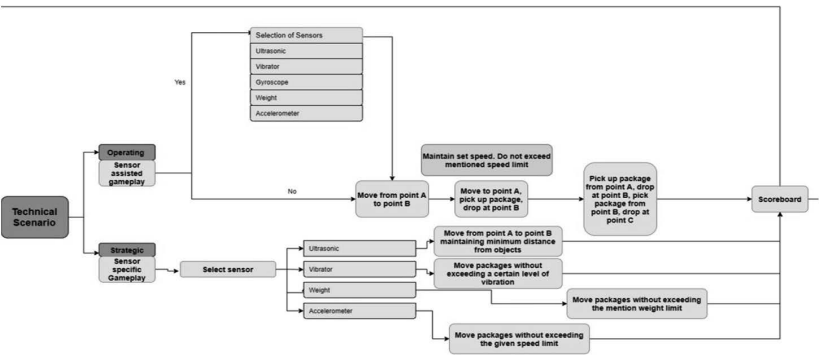 Selection of Sensors
Ultrasonic
Vibrator
Gyroscope
Weight
Accelerometer
Yes
Operating
Sensor
assisted
gameplay
No
Maintain set speed. Do not exceed
mentioned speed limit
Move from point A
to point B
Move to point A,
pick up package,
drop at point B
Pick up package
from point A, drop
at point B, pick
package from
point B, drop at
point C
Scoreboard
Technical
Scenario
Strategic
Sensor
specific
Gameplay
Select sensor
Ultrasonic
Vibrator
Weight
Accelerometer
Move from point A to point B
maintaining minimum distance
from objects
Move packages without
exceeding a certain level of
vibration
Move packages without exceeding
the mention weight limit
Move packages without exceeding
the given speed limit